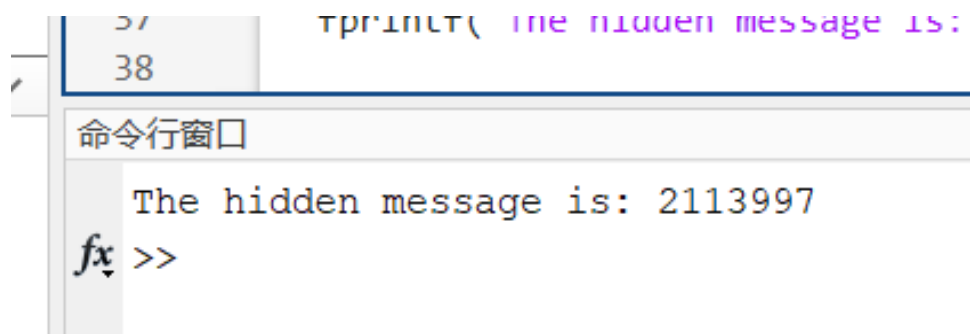 37 fprintf( The hidden message is:
38
命令行窗口
The hidden message is: 2113997
fx >>